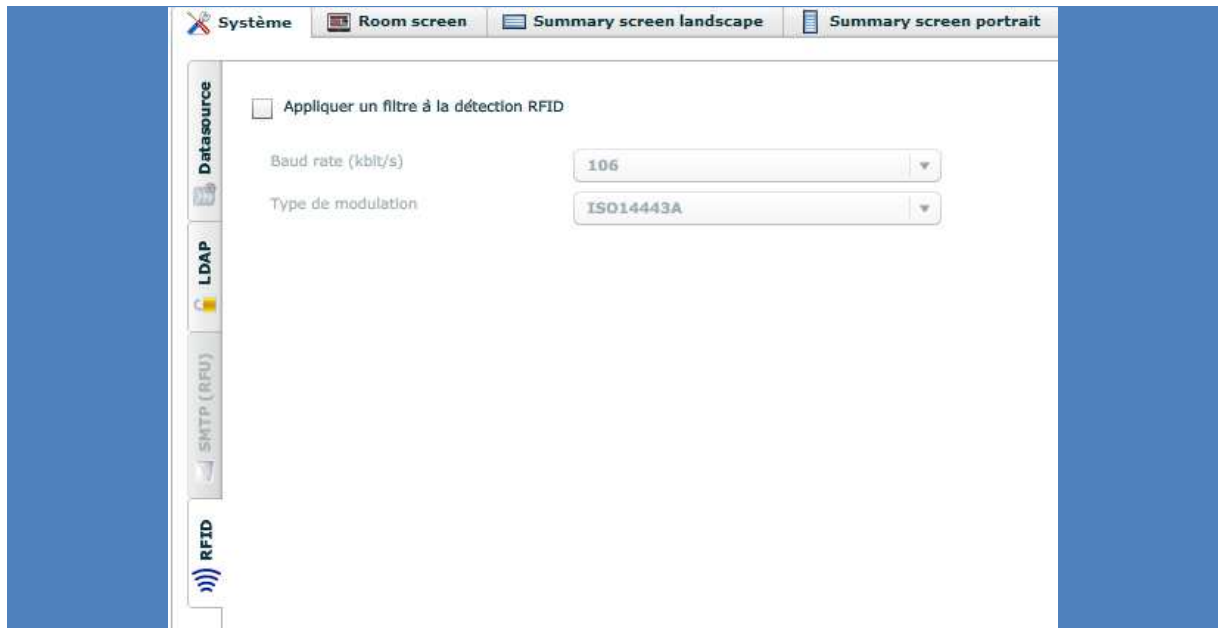 Système
Room screen
Summary screen landscape
Summary screen portrait
Datasource
LDAP
SMTP (RFU)
RFID
Appliquer un filtre á la détection RFID
Baud rate (kbit/s)
106
Type de modulation
ISO14443A